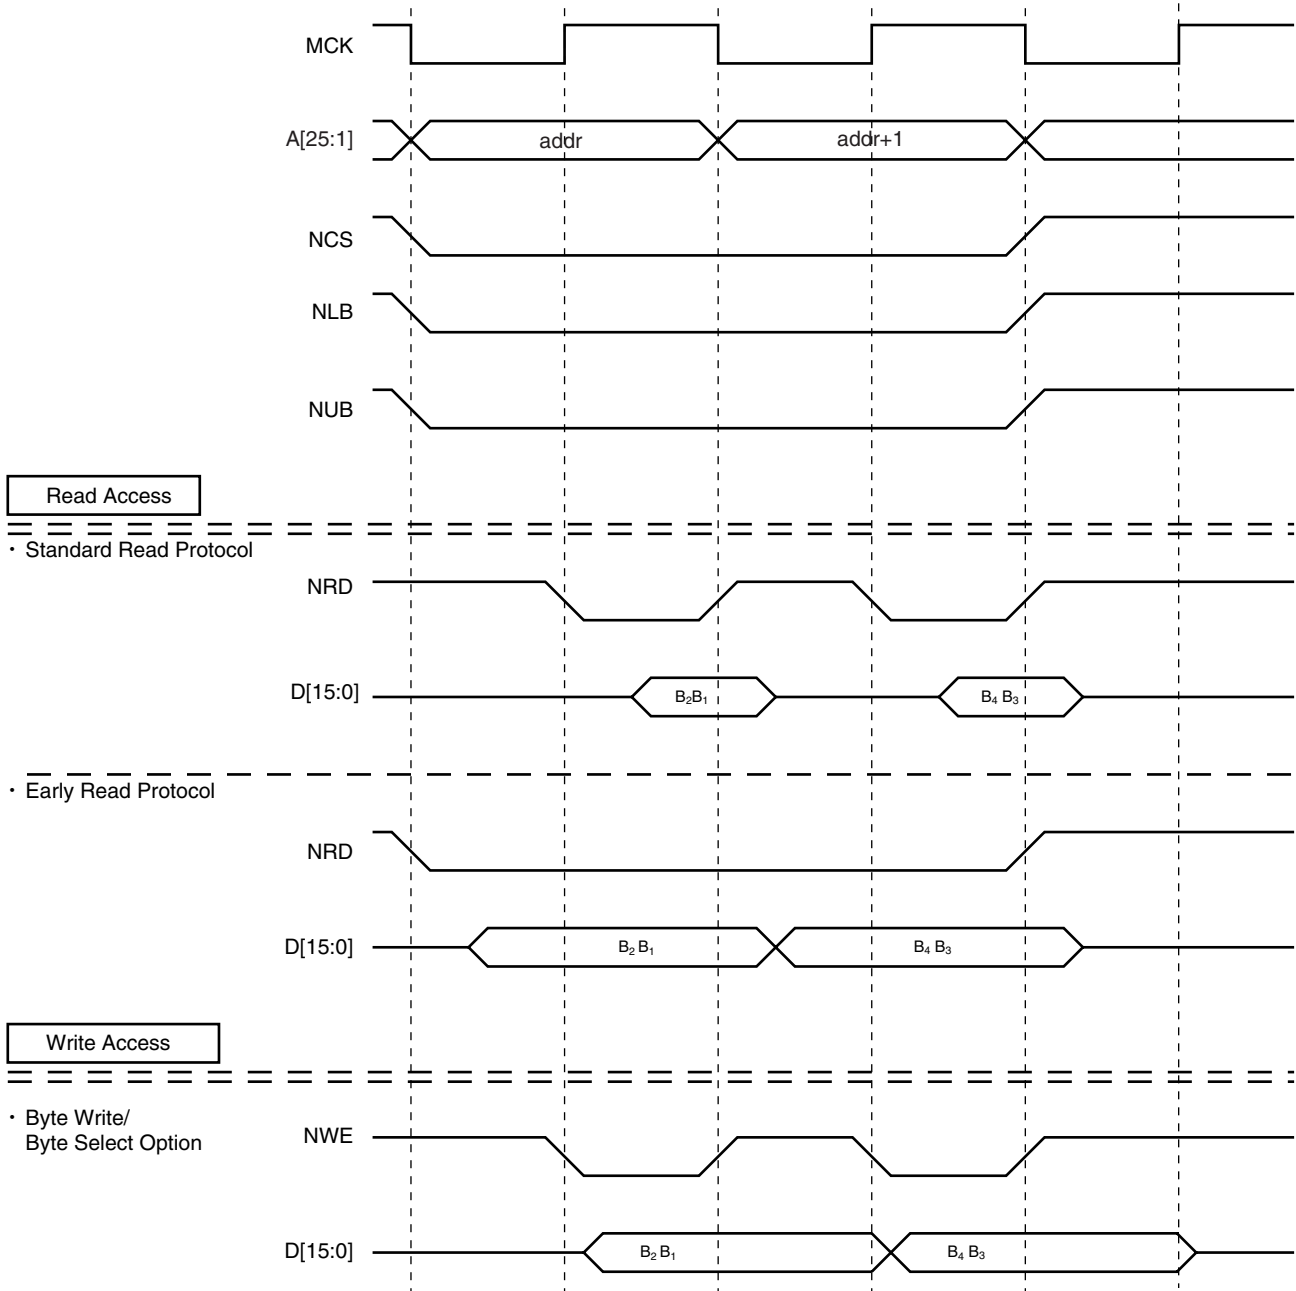 MCK
A[25:1] addr addr+1
NCS
NLB
NUB
Read Access
· Standard Read Protocol
NRD
D[15:0] B₂B₁ B₄ B₃
· Early Read Protocol
NRD
D[15:0] B₂ B₁ B₄ B₃
Write Access
· Byte Write/
Byte Select Option NWE
D[15:0] B₂ B₁ B₄ B₃